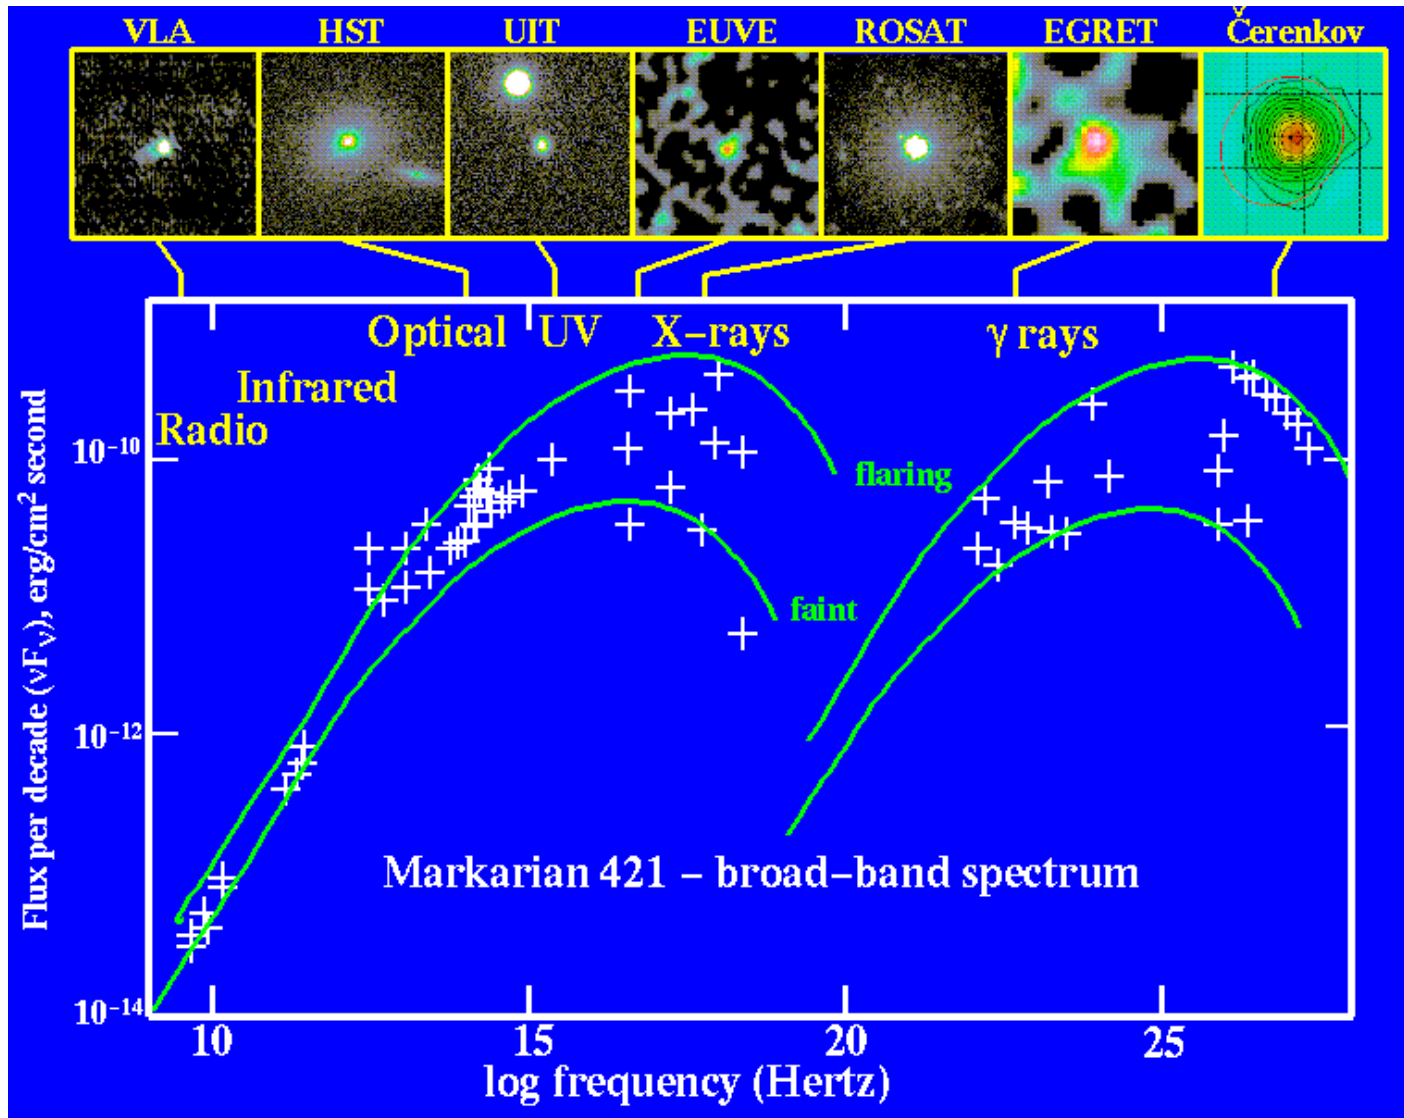 VLA HST UIT EUVE ROSAT EGRET Čerenkov
Optical UV X-rays γ rays
Infrared
Radio
10⁻¹⁰
flaring
faint
10⁻¹²
Markarian 421 – broad-band spectrum
10⁻¹⁴
10 15 20 25
log frequency (Hertz)
Flux per decade (νFᵥ), erg/cm² second